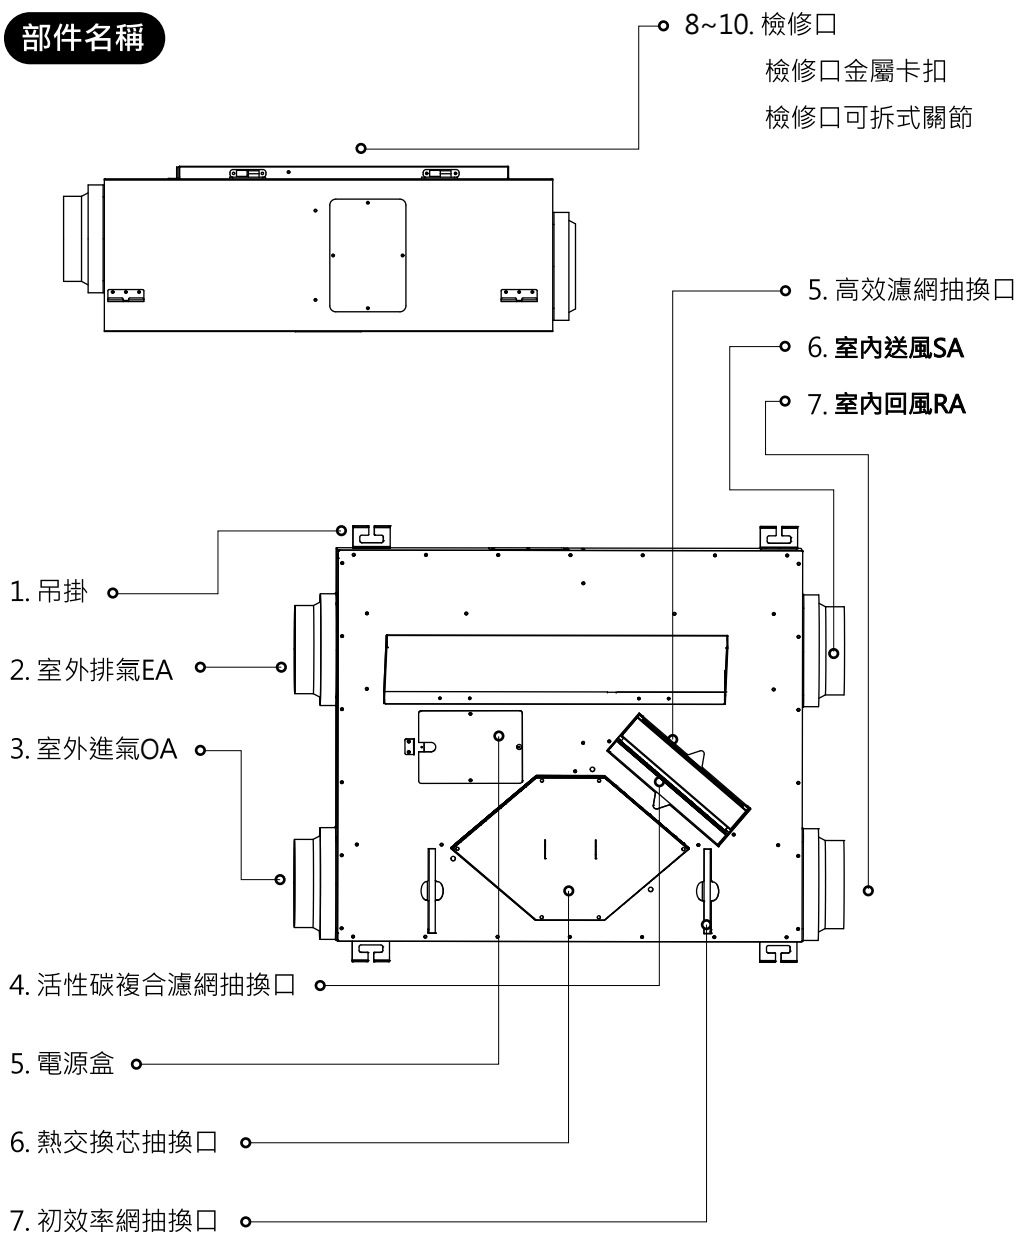 部件名稱
8~10. 檢修口
檢修口金屬卡扣
檢修口可拆式關節
5. 高效濾網抽換口
6. 室內送風SA
7. 室內回風RA
1. 吊掛
2. 室外排氣EA
3. 室外進氣OA
4. 活性碳複合濾網抽換口
5. 電源盒
6. 熱交換芯抽換口
7. 初效率網抽換口